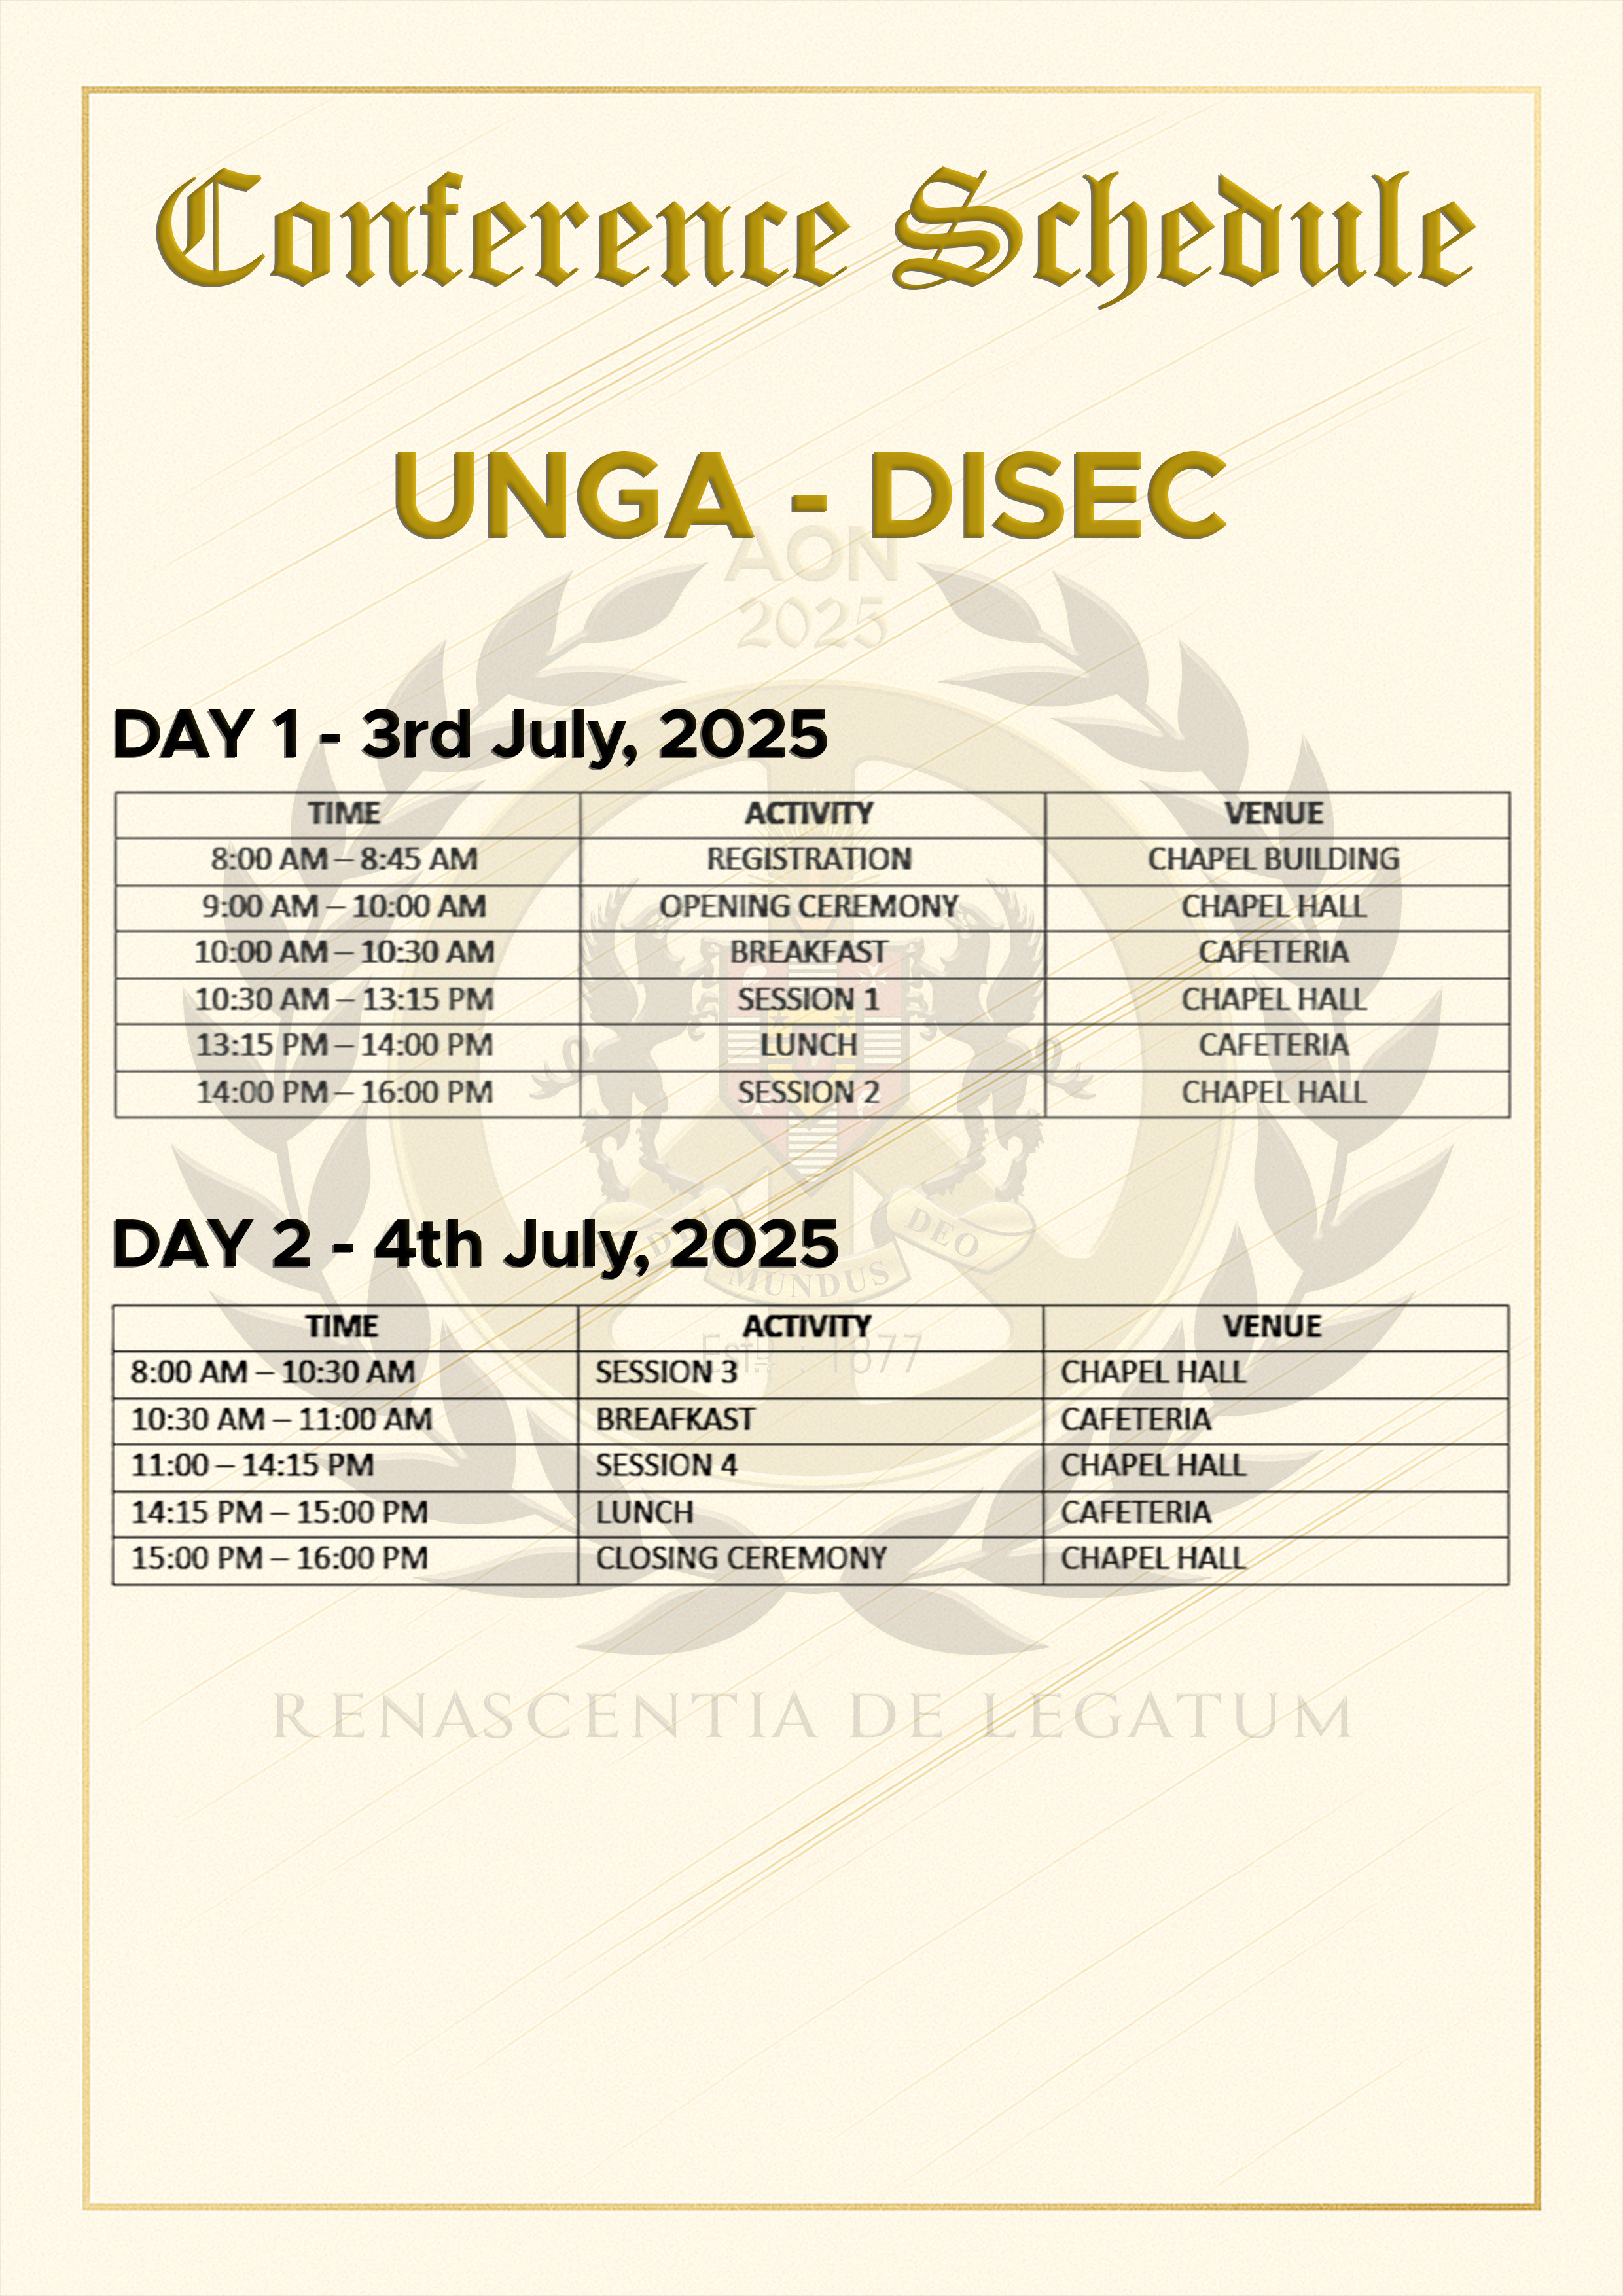 Conference Schedule
UNGA - DISEC
AON
2025
DAY 1 - 3rd July, 2025
TIME ACTIVITY VENUE
8:00 AM – 8:45 AM REGISTRATION CHAPEL BUILDING
9:00 AM – 10:00 AM OPENING CEREMONY CHAPEL HALL
10:00 AM – 10:30 AM BREAKFAST CAFETERIA
10:30 AM – 13:15 PM SESSION 1 CHAPEL HALL
13:15 PM – 14:00 PM LUNCH CAFETERIA
14:00 PM – 16:00 PM SESSION 2 CHAPEL HALL
DEO
DAY 2 - 4th July, 2025
MUNDUS
TIME ACTIVITY VENUE
Estd : 1877
8:00 AM – 10:30 AM SESSION 3 CHAPEL HALL
10:30 AM – 11:00 AM BREAFKAST CAFETERIA
11:00 – 14:15 PM SESSION 4 CHAPEL HALL
14:15 PM – 15:00 PM LUNCH CAFETERIA
15:00 PM – 16:00 PM CLOSING CEREMONY CHAPEL HALL
RENASCENTIA DE LEGATUM